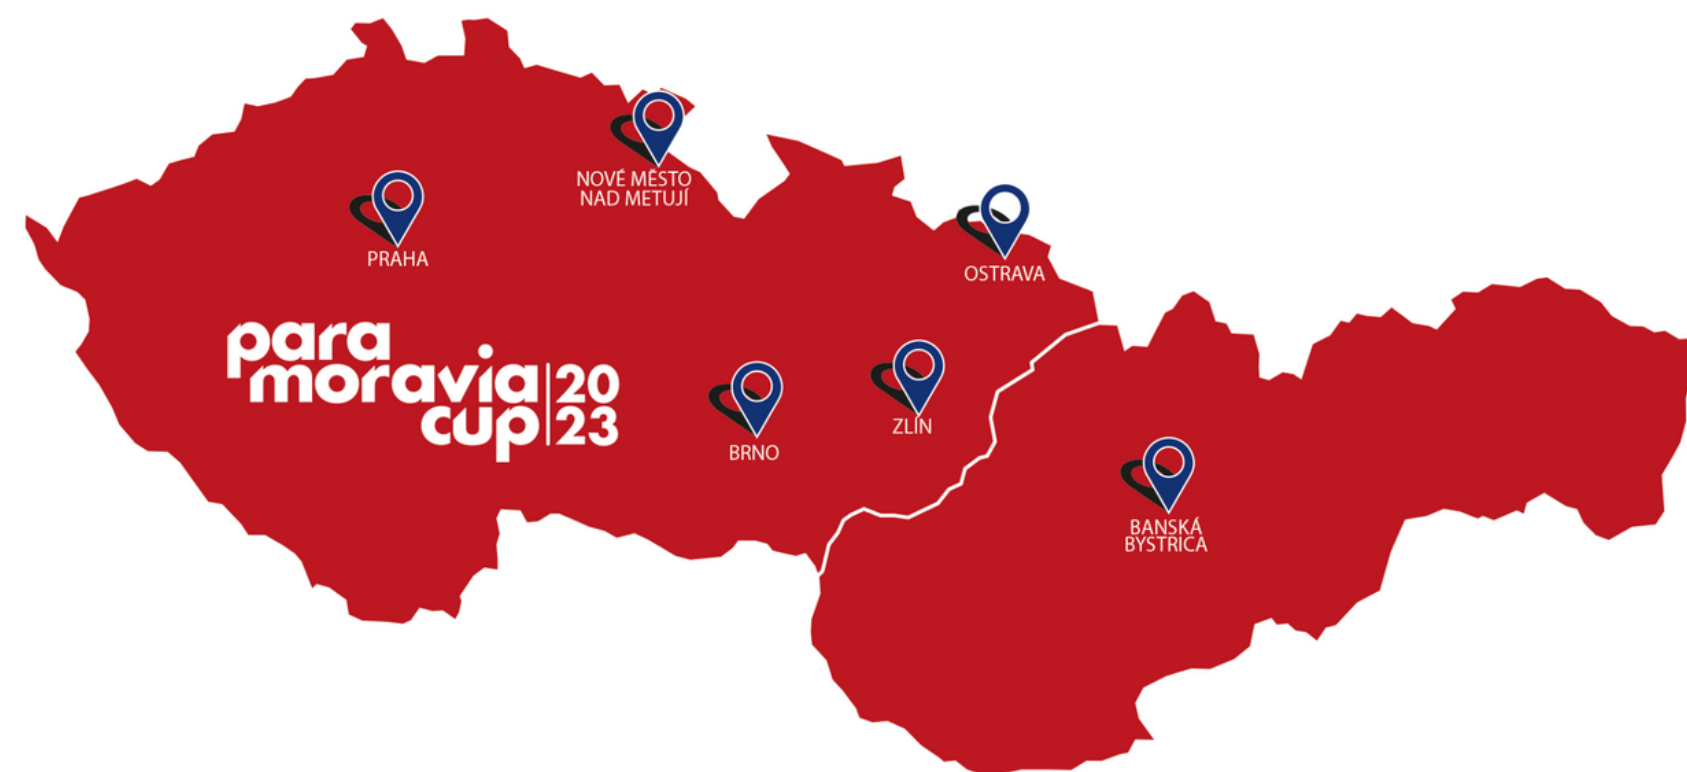 NOVÉ MĚSTO
NAD METUJÍ
PRAHA
OSTRAVA
para
moravia
cup
20
23
ZLÍN
BRNO
BANSKÁ
BYSTRICA